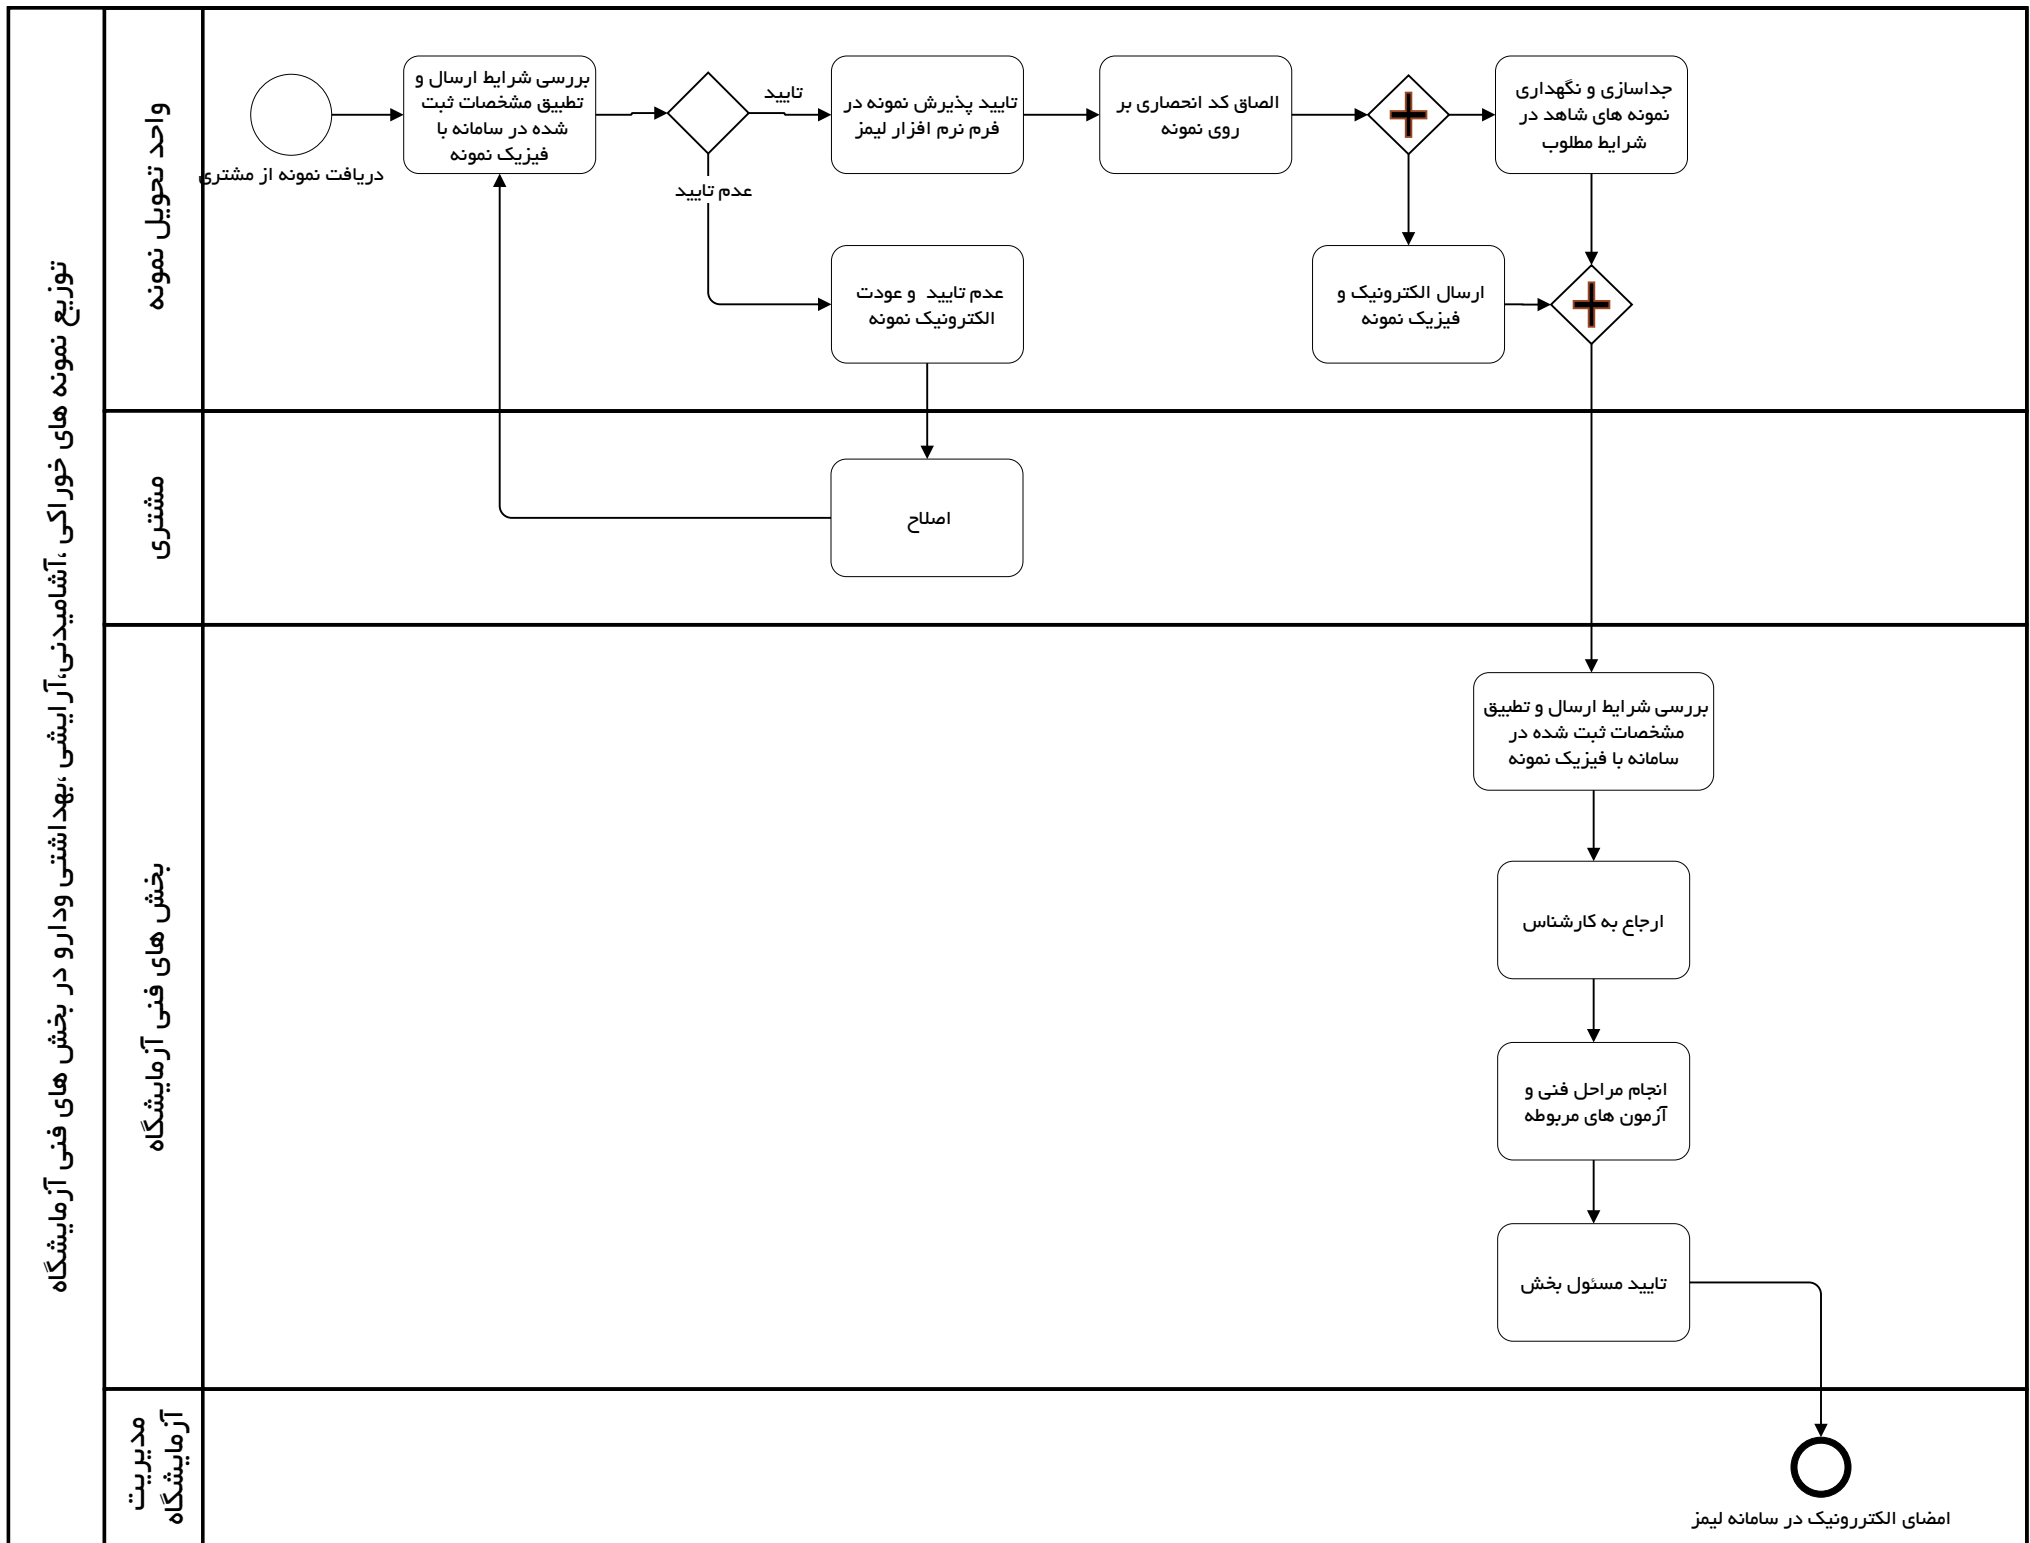 توزیع نمونه های خوراکی ،آشامیدنی،آرایشی ،بهداشتی ودارو در بخش های فنی آزمایشگاه
واحد تحویل نمونه
دریافت نمونه از مشتری
بررسی شرایط ارسال و
تطبیق مشخصات ثبت
شده در سامانه با
فیزیک نمونه
تایید
عدم تایید
تایید پذیرش نمونه در
فرم نرم افزار لیمز
الصاق کد انحصاری بر
روی نمونه
جداسازی و نگهداری
نمونه های شاهد در
شرایط مطلوب
عدم تایید و عودت
الکترونیک نمونه
ارسال الکترونیک و
فیزیک نمونه
مشتری
اصلاح
بخش های فنی آزمایشگاه
بررسی شرایط ارسال و تطبیق
مشخصات ثبت شده در
سامانه با فیزیک نمونه
ارجاع به کارشناس
انجام مراحل فنی و
آزمون های مربوطه
تایید مسئول بخش
مدیریت
آزمایشگاه
امضای الکتررونیک در سامانه لیمز